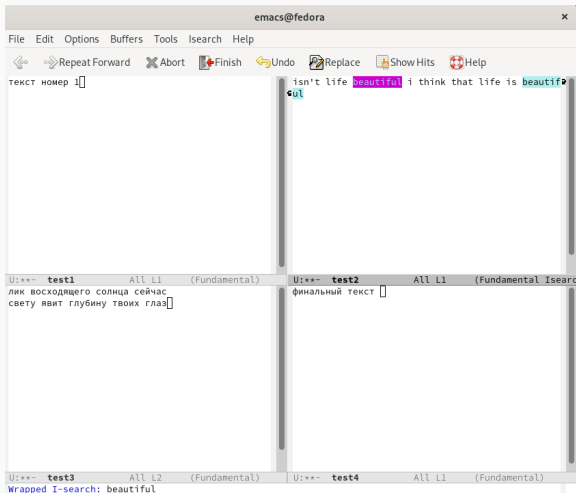 emacs@fedora ×
File Edit Options Buffers Tools Isearch Help
Repeat Forward Abort Finish Undo Replace Show Hits Help
текст номер 1
isn't life beautiful i think that life is beautif
ul
U:**- test1 All L1 (Fundamental)
U:**- test2 All L1 (Fundamental Isearc
лик восходящего солнца сейчас
свету явит глубину твоих глаз
финальный текст
U:**- test3 All L2 (Fundamental)
U:**- test4 All L1 (Fundamental)
Wrapped I-search: beautiful